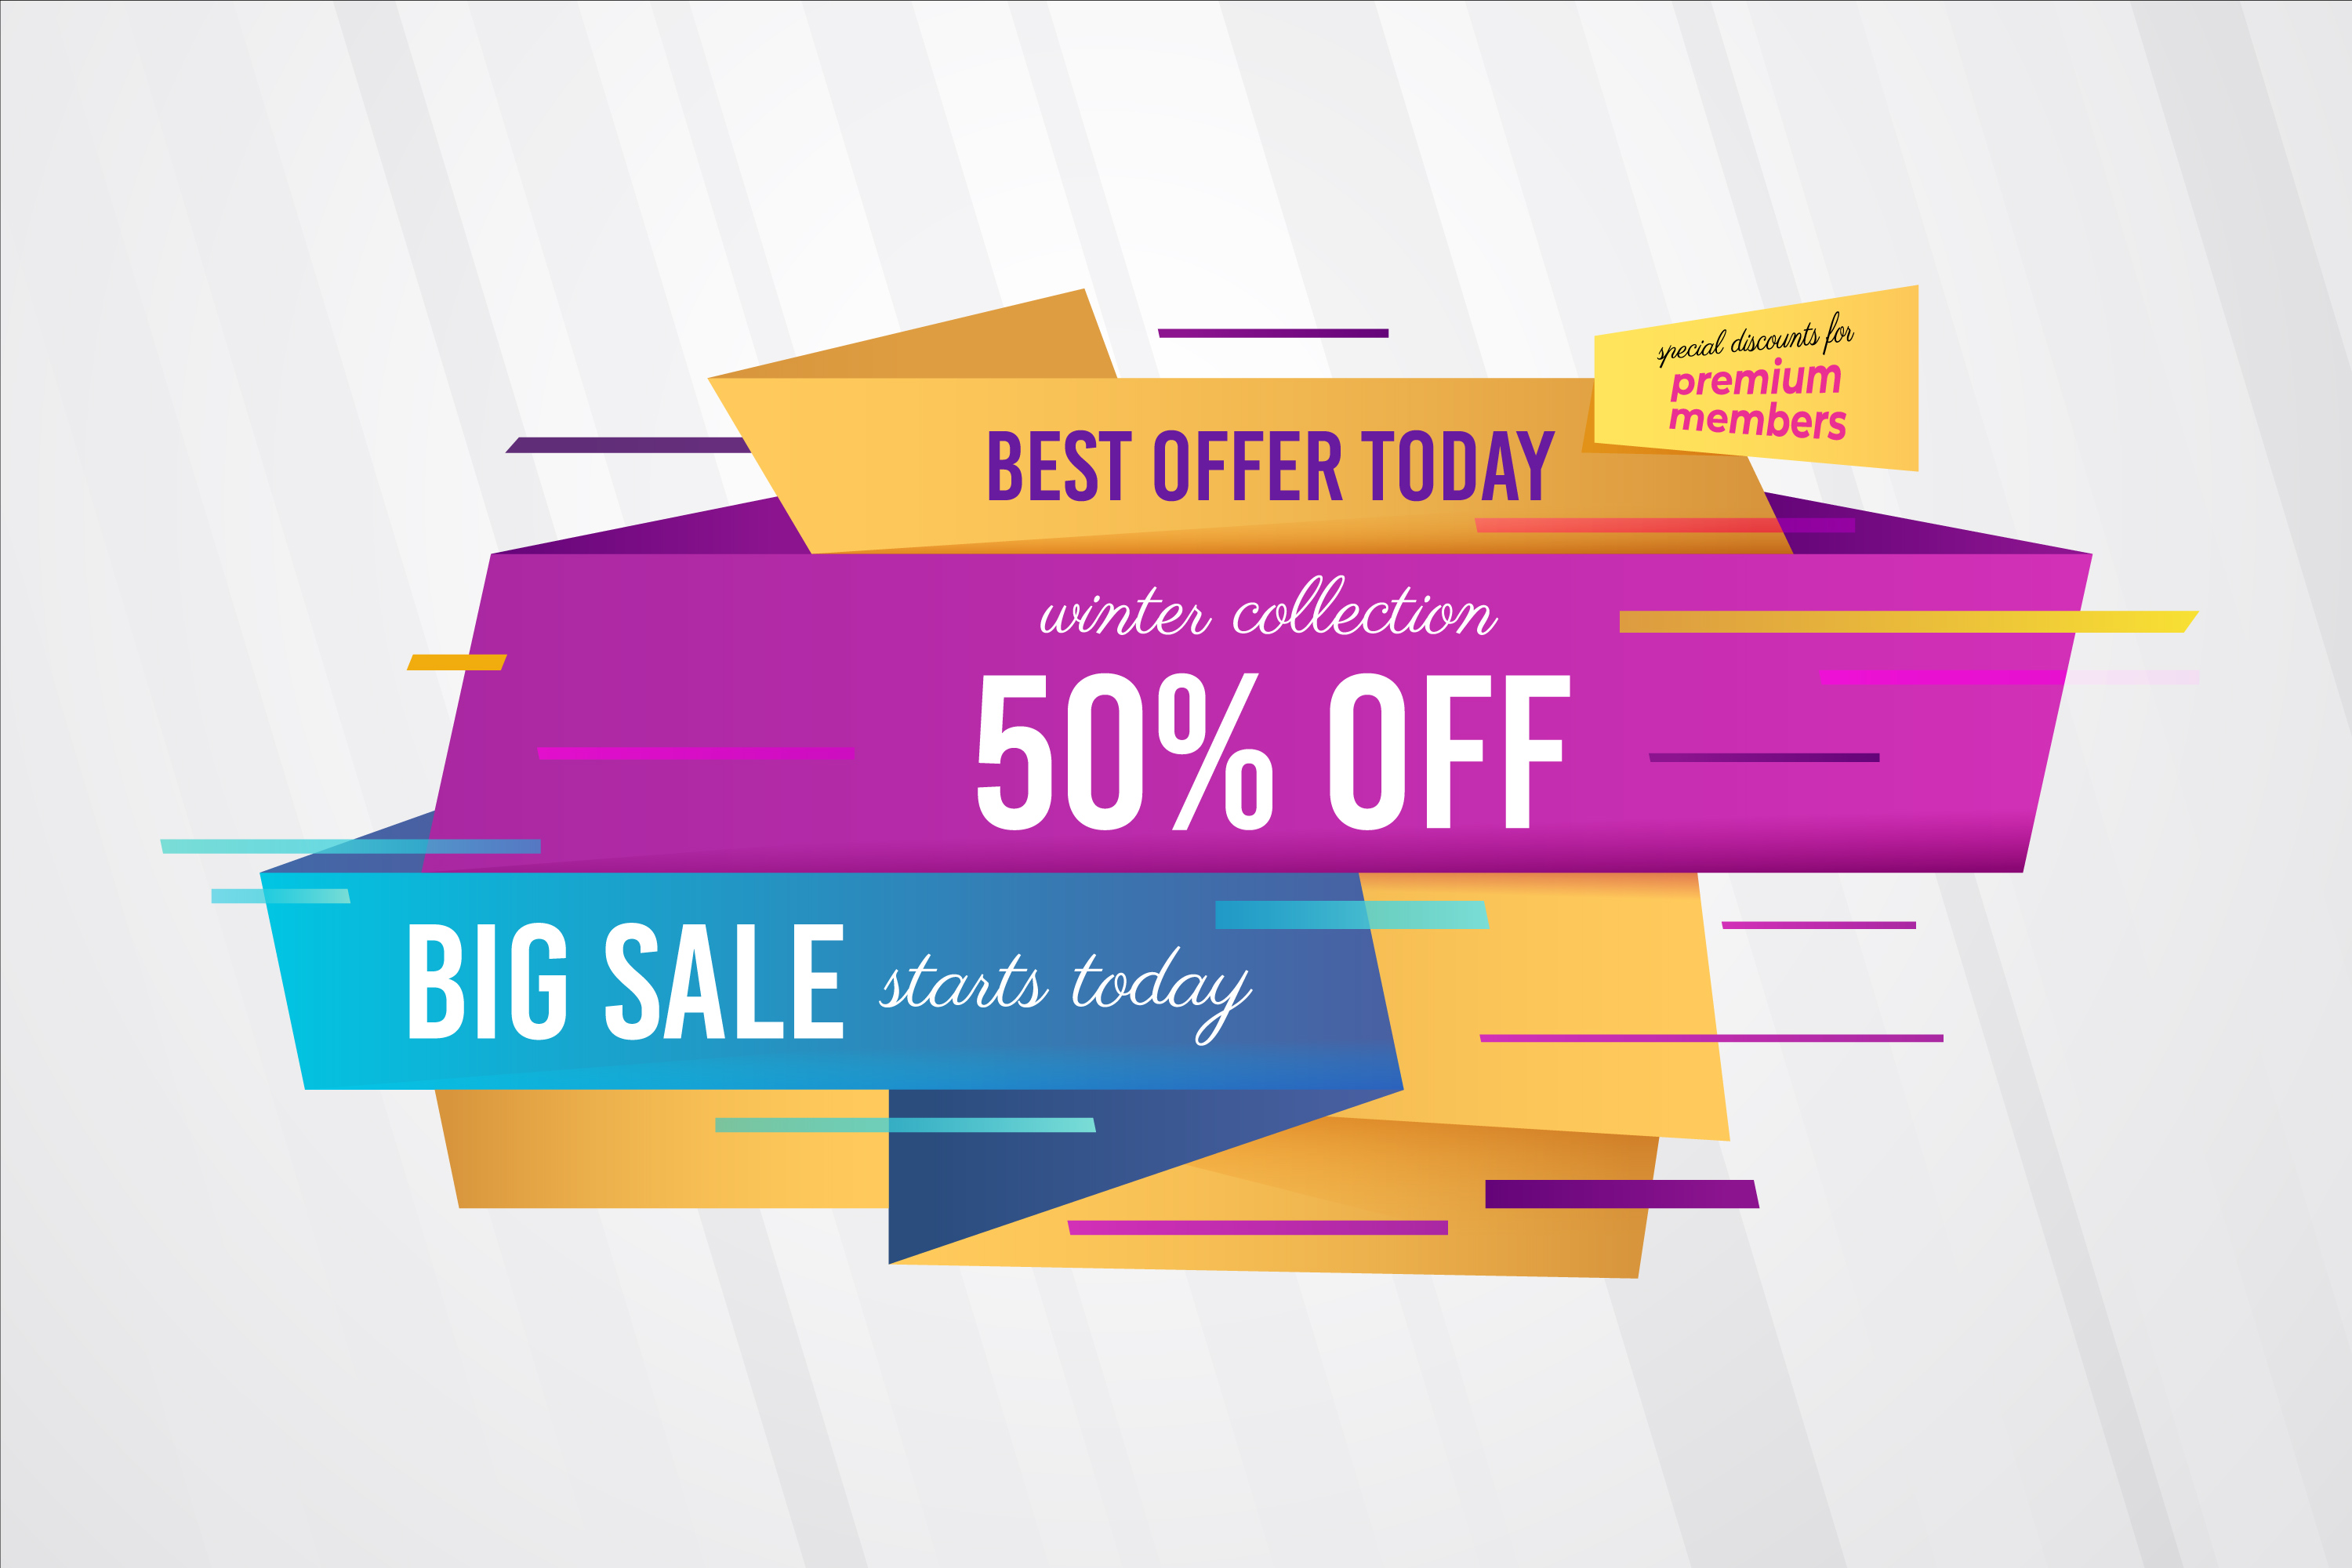 special discounts for
premium
members
BEST OFFER TODAY
winter collection
50% OFF
BIG SALE starts today